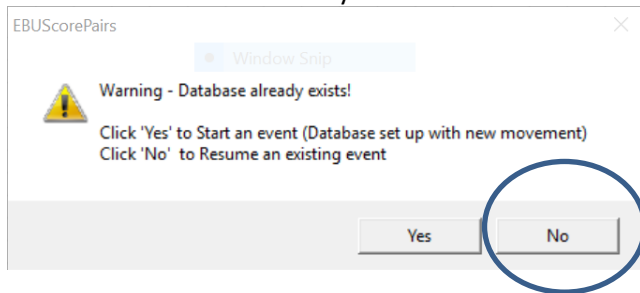 EBUScorePairs
Window Snip
Warning - Database already exists!
Click 'Yes' to Start an event (Database set up with new movement)
Click 'No' to Resume an existing event
Yes
No